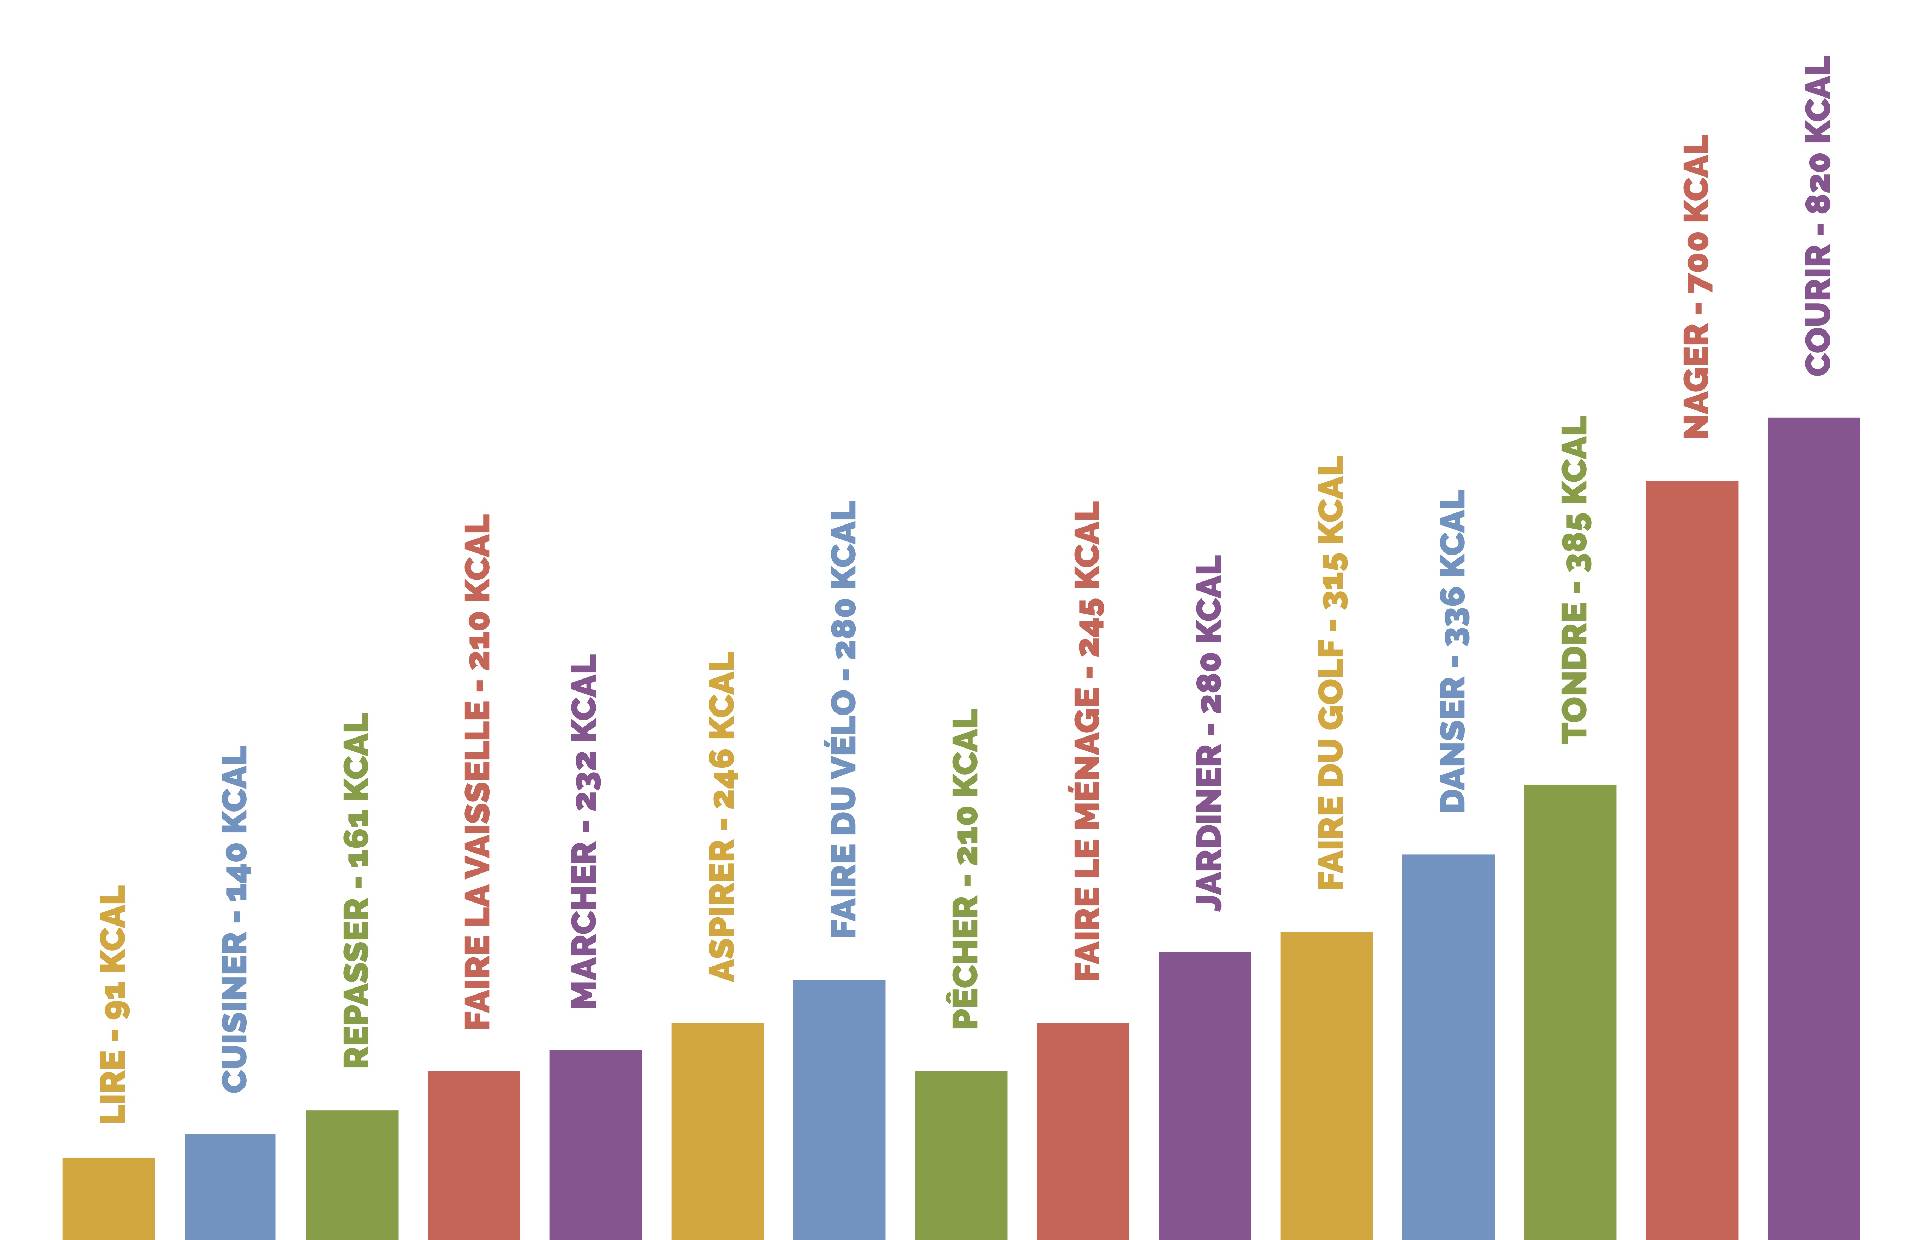 LIRE - 91 KCAL
CUISINER - 140 KCAL
REPASSER - 161 KCAL
FAIRE LA VAISSELLE - 210 KCAL
MARCHER - 232 KCAL
ASPIRER - 246 KCAL
FAIRE DU VÉLO - 280 KCAL
PÊCHER - 210 KCAL
FAIRE LE MÉNAGE - 245 KCAL
JARDINER - 280 KCAL
FAIRE DU GOLF - 315 KCAL
DANSER - 336 KCAL
TONDRE - 385 KCAL
NAGER - 700 KCAL
COURIR - 820 KCAL